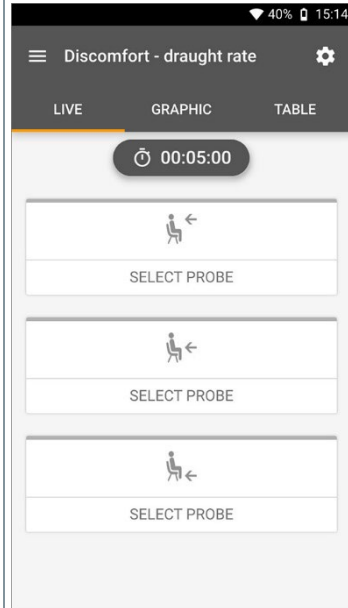 40% 15:14
Discomfort - draught rate
LIVE GRAPHIC TABLE
00:05:00
SELECT PROBE
SELECT PROBE
SELECT PROBE